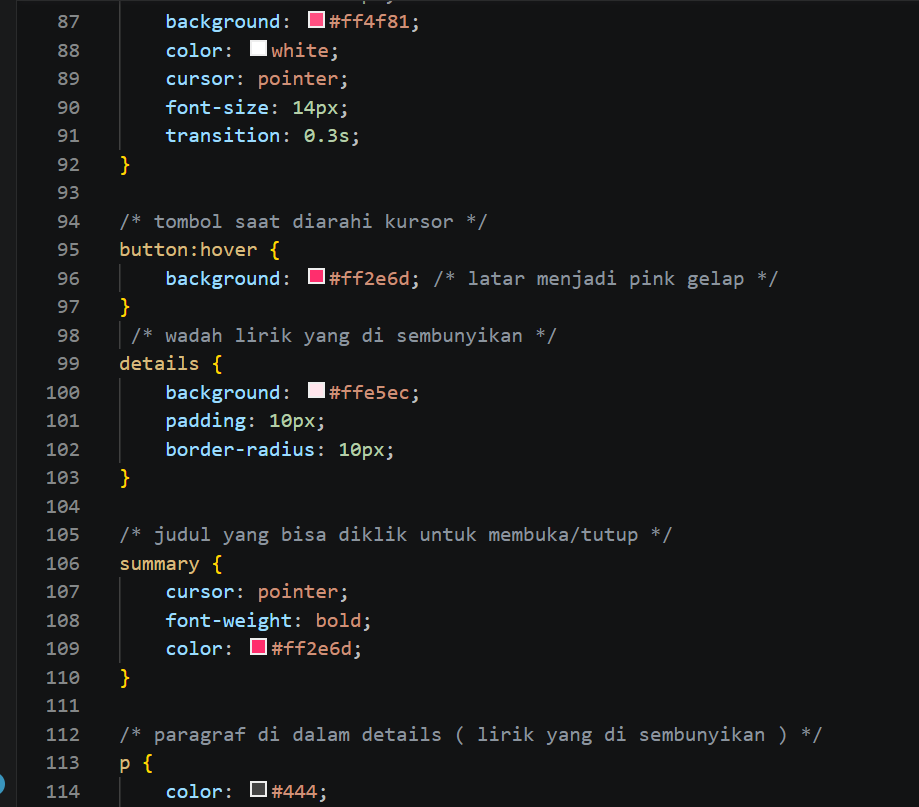 87 background: #ff4f81;
88 color: white;
89 cursor: pointer;
90 font-size: 14px;
91 transition: 0.3s;
92 }
93
94 /* tombol saat diarahi kursor */
95 button:hover {
96 background: #ff2e6d; /* latar menjadi pink gelap */
97 }
98 /* wadah lirik yang di sembunyikan */
99 details {
100 background: #ffe5ec;
101 padding: 10px;
102 border-radius: 10px;
103 }
104
105 /* judul yang bisa diklik untuk membuka/tutup */
106 summary {
107 cursor: pointer;
108 font-weight: bold;
109 color: #ff2e6d;
110 }
111
112 /* paragraf di dalam details ( lirik yang di sembunyikan ) */
113 p {
114 color: #444;